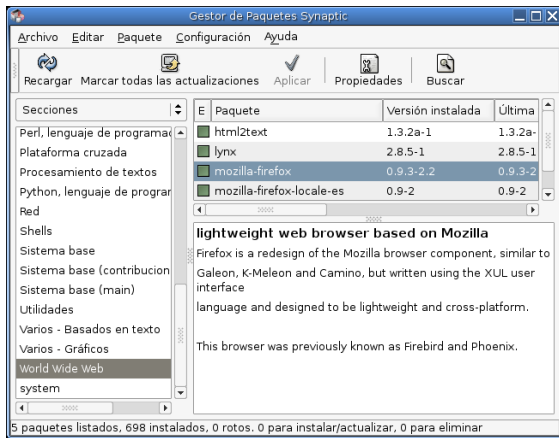 Gestor de Paquetes Synaptic
Archivo Editar Paquete Configuración Ayuda
Recargar Marcar todas las actualizaciones Aplicar Propiedades Buscar
Secciones
Perl, lenguaje de programac
Plataforma cruzada
Procesamiento de textos
Python, lenguaje de progran
Red
Shells
Sistema base
Sistema base (contribucion
Sistema base (main)
Utilidades
Varios - Basados en texto
Varios - Gráficos
World Wide Web
system
E Paquete Versión instalada Última
html2text 1.3.2a-1 1.3.2a-
lynx 2.8.5-1 2.8.5-1
mozilla-firefox 0.9.3-2.2 0.9.3-2
mozilla-firefox-locale-es 0.9-2 0.9-2
lightweight web browser based on Mozilla
Firefox is a redesign of the Mozilla browser component, similar to
Galeon, K-Meleon and Camino, but written using the XUL user
interface
language and designed to be lightweight and cross-platform.
This browser was previously known as Firebird and Phoenix.
5 paquetes listados, 698 instalados, 0 rotos. 0 para instalar/actualizar, 0 para eliminar